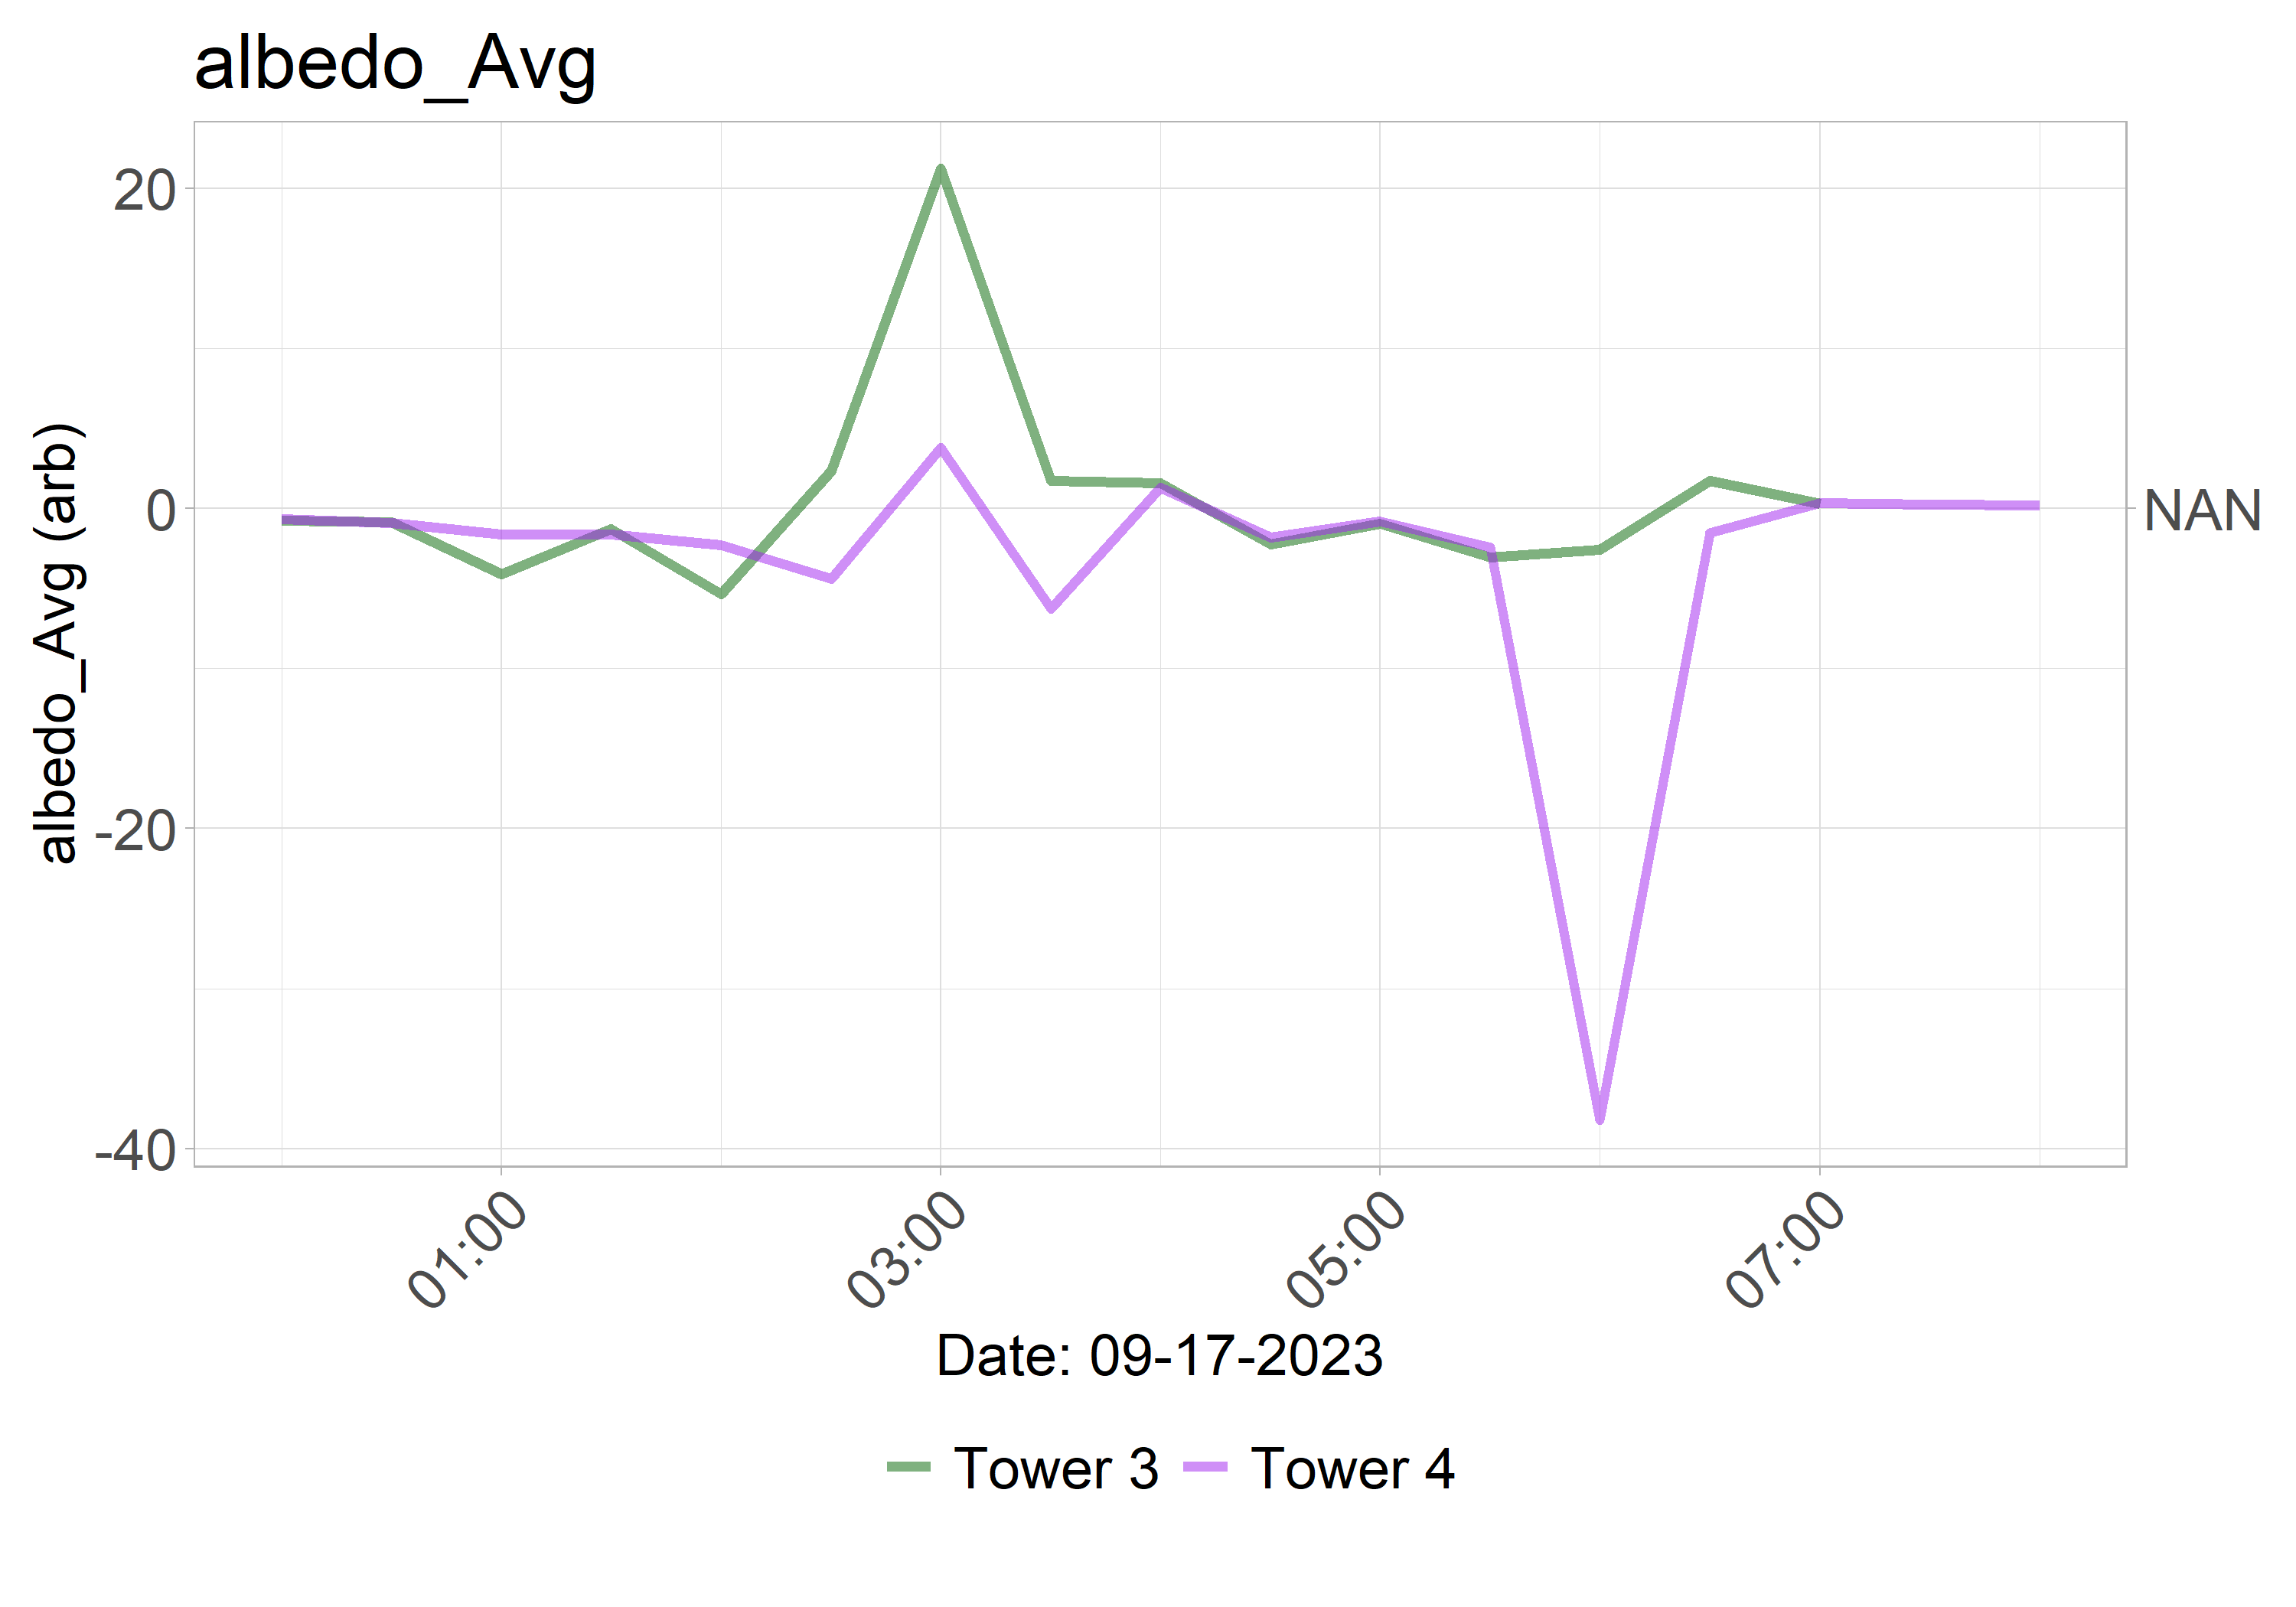 albedo_Avg
albedo_Avg (arb)
20
0
-20
-40
NAN
01:00
03:00
05:00
07:00
Date: 09-17-2023
Tower 3
Tower 4